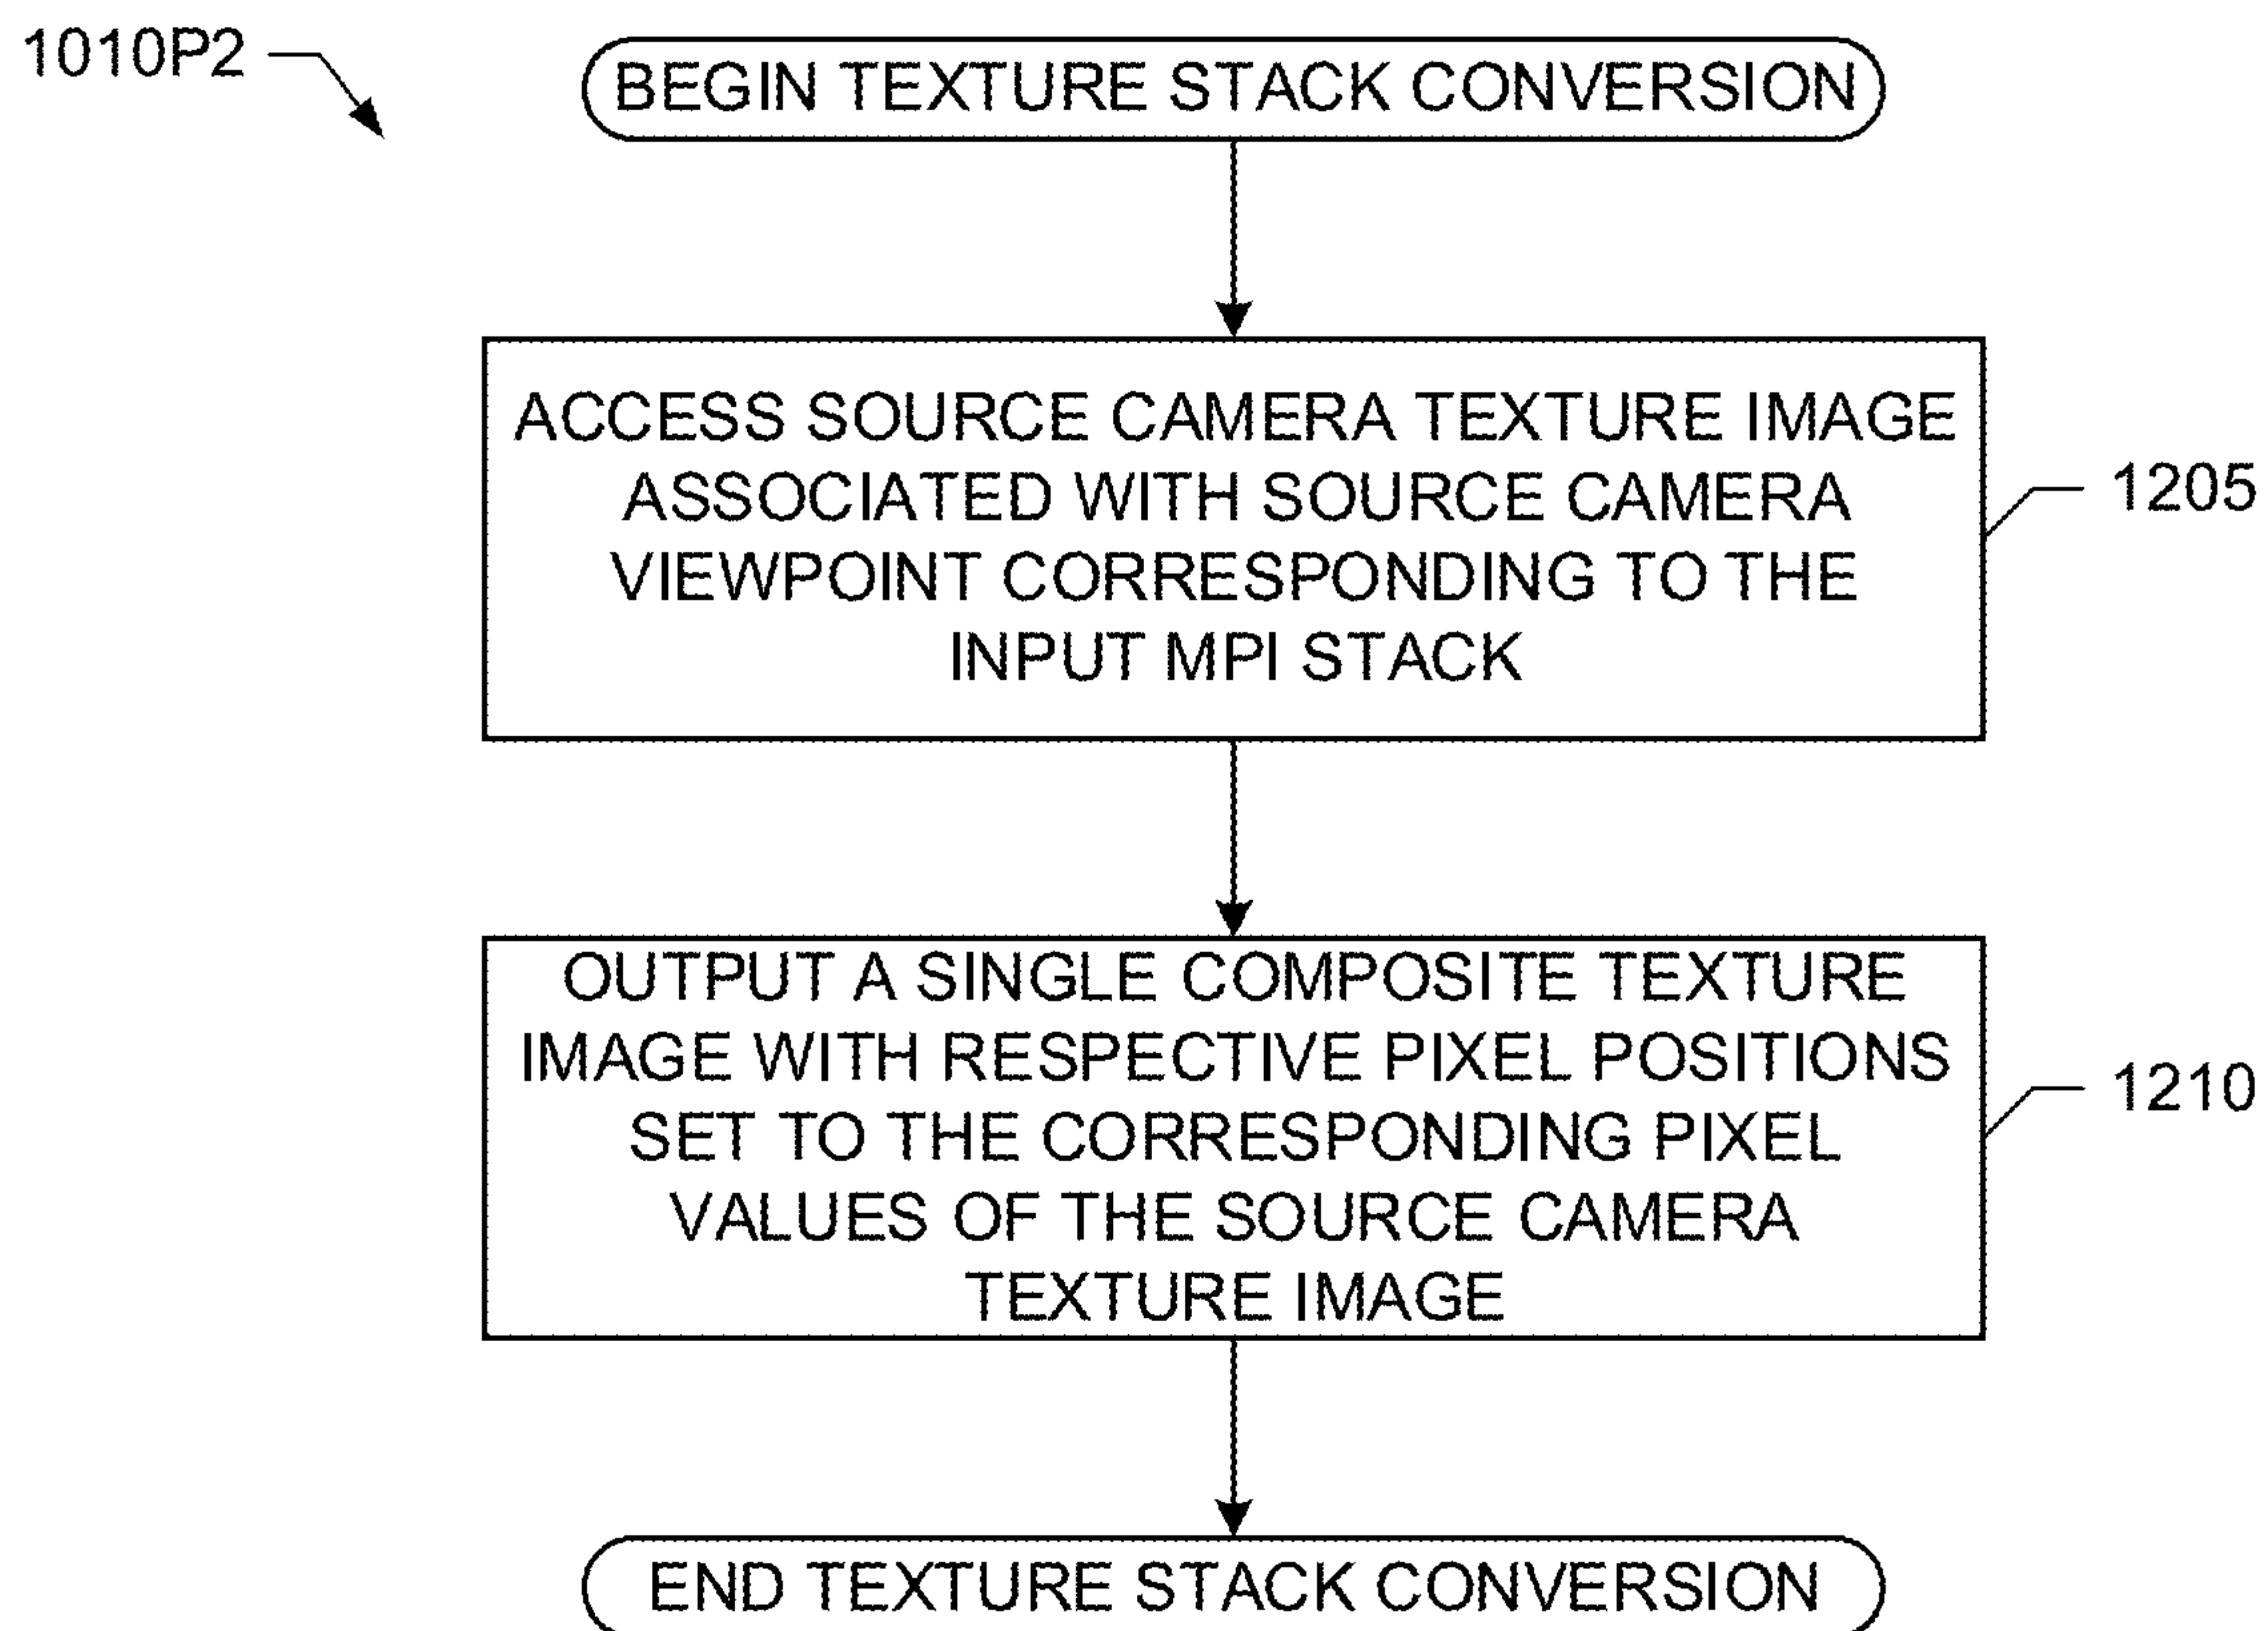 1010P2
BEGIN TEXTURE STACK CONVERSION
ACCESS SOURCE CAMERA TEXTURE IMAGE
ASSOCIATED WITH SOURCE CAMERA
VIEWPOINT CORRESPONDING TO THE
INPUT MPI STACK
1205
OUTPUT A SINGLE COMPOSITE TEXTURE
IMAGE WITH RESPECTIVE PIXEL POSITIONS
SET TO THE CORRESPONDING PIXEL
VALUES OF THE SOURCE CAMERA
TEXTURE IMAGE
1210
END TEXTURE STACK CONVERSION